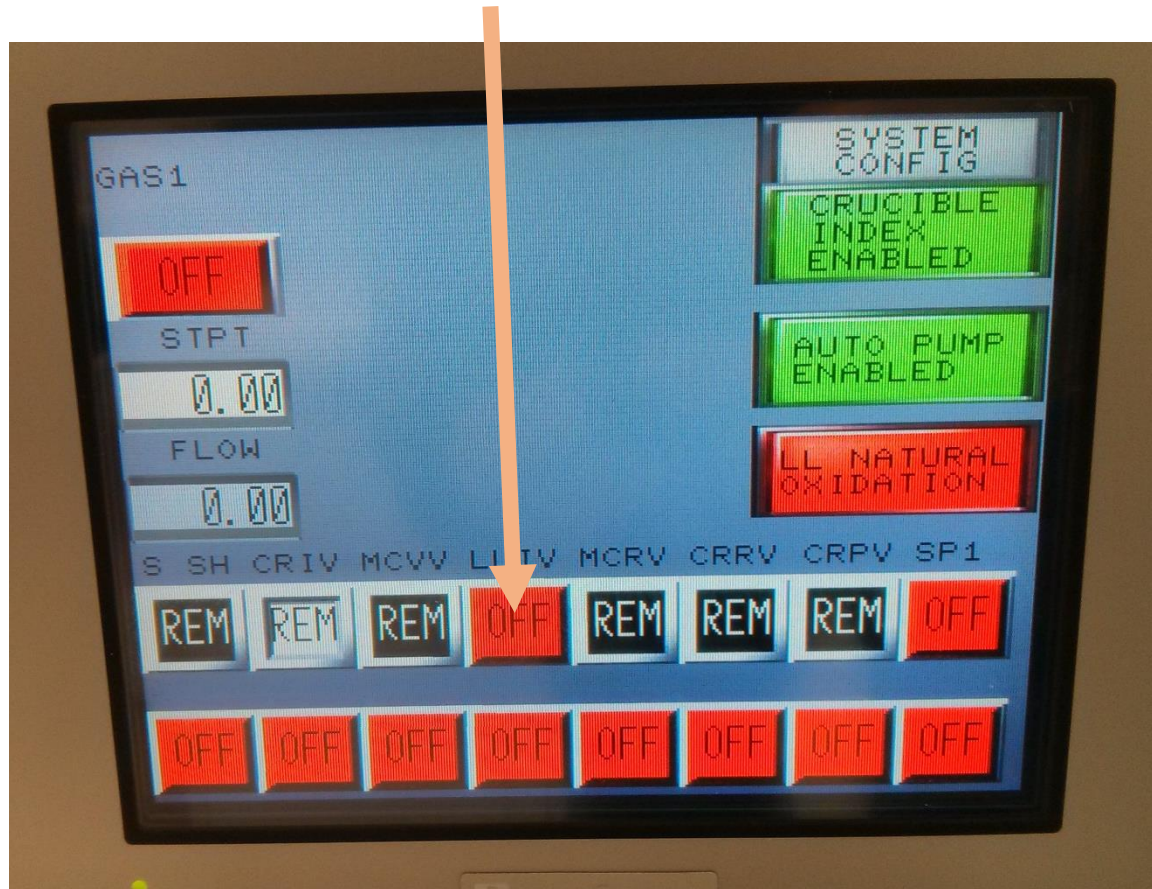 GAS1
SYSTEM
CONFIG
CRUCIBLE
INDEX
ENABLED
OFF
STPT
0.00
AUTO PUMP
ENABLED
FLOW
0.00
LL NATURAL
OXIDATION
S SH CRIV MCVV LLIV MCRV CRRV CRPV SP1
REM REM REM OFF REM REM REM OFF
OFF OFF OFF OFF OFF OFF OFF OFF